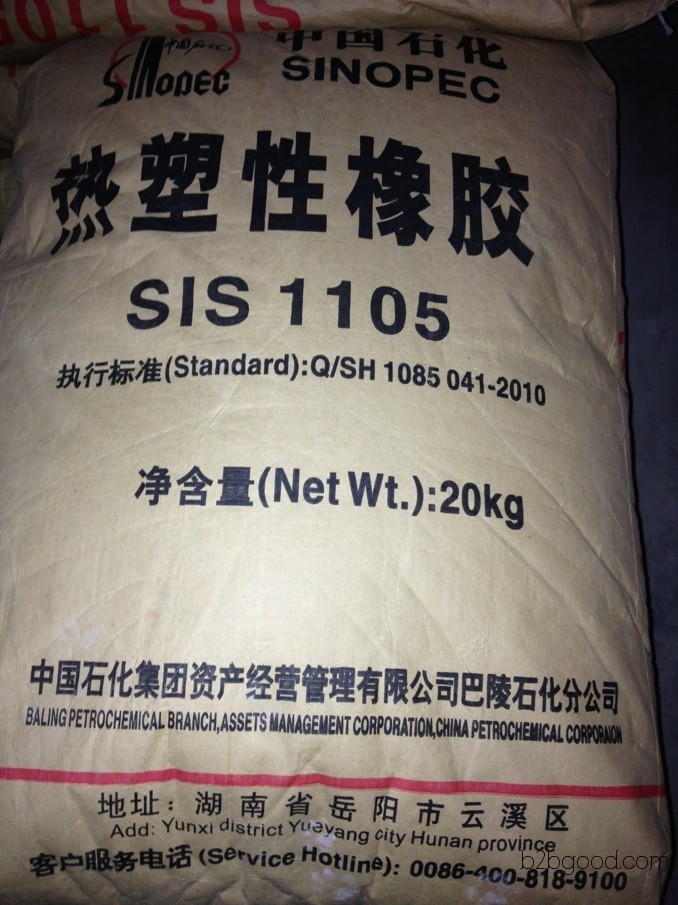 SIS 1105
中国石化
SINOPEC
中国石化
SINOPEC
热塑性橡胶
SIS 1105
执行标准(Standard):Q/SH 1085 041-2010
净含量(Net Wt.):20kg
中国石化集团资产经营管理有限公司巴陵石化分公司
BALING PETROCHEMICAL BRANCH,ASSETS MANAGEMENT CORPORATION,CHINA PETROCHEMICAL CORPORAION
地址：湖南省岳阳市云溪区
Add: Yunxi district Yueyang city Hunan province
客户服务电话(Service Hotline): 0086-400-818-9100
b2bgood.com